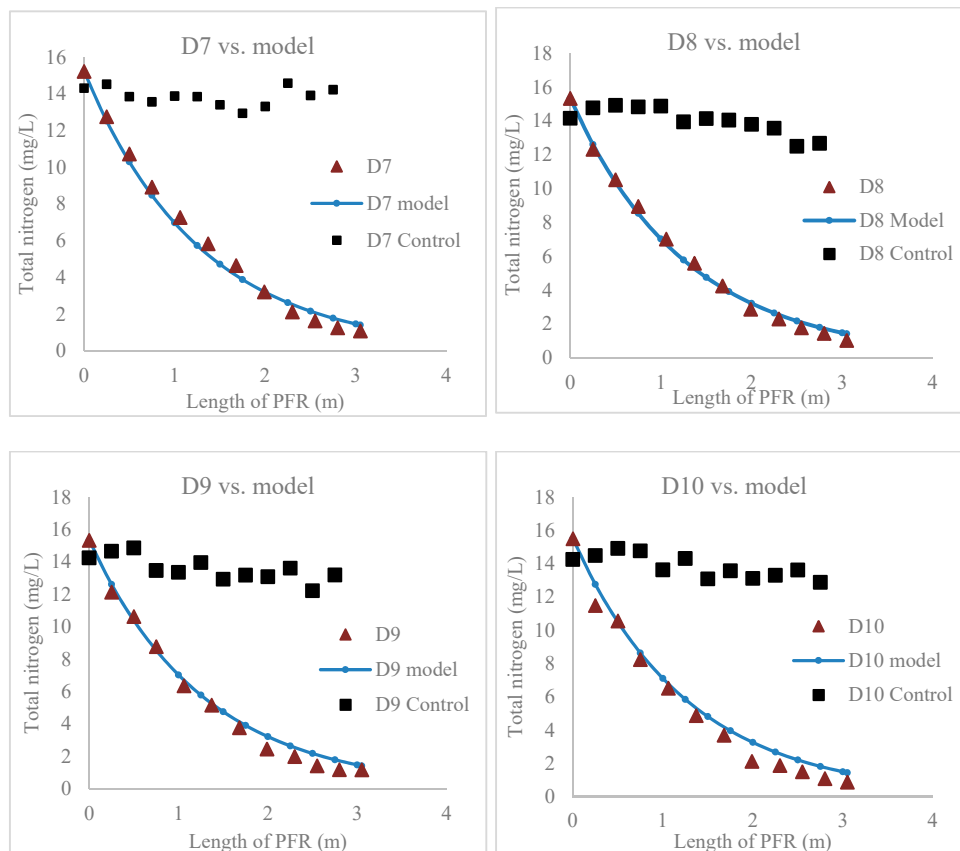 D7 vs. model
Total nitrogen (mg/L)
16
14
12
10
8
6
4
2
0
0 1 2 3 4
Length of PFR (m)
D7
D7 model
D7 Control
D8 vs. model
Total nitrogen (mg/L)
18
16
14
12
10
8
6
4
2
0
0 1 2 3 4
Length of PFR (m)
D8
D8 Model
D8 Control
D9 vs. model
Total nitrogen (mg/L)
18
16
14
12
10
8
6
4
2
0
0 1 2 3 4
Length of PFR (m)
D9
D9 model
D9 Control
D10 vs. model
Total nitrogen (mg/L)
18
16
14
12
10
8
6
4
2
0
0 1 2 3 4
Length of PFR (m)
D10
D10 model
D10 Control